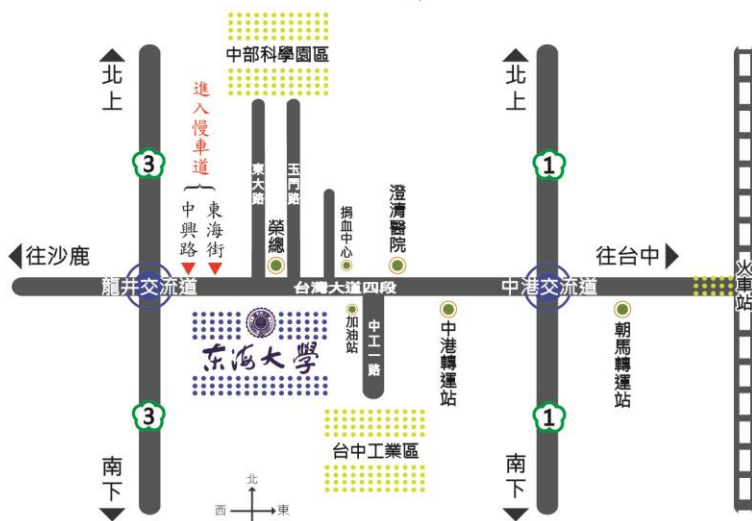 中部科學園區
北上
北上
進入慢車道
3
1
東大路
玉門路
中興路
東海街
榮總
捐血中心
澄清醫院
往沙鹿
往台中
火車站
龍井交流道
台灣大道四段
中港交流道
東海大學
加油站
中工一路
中港轉運站
朝馬轉運站
3
1
台中工業區
南下
南下
北
西
東